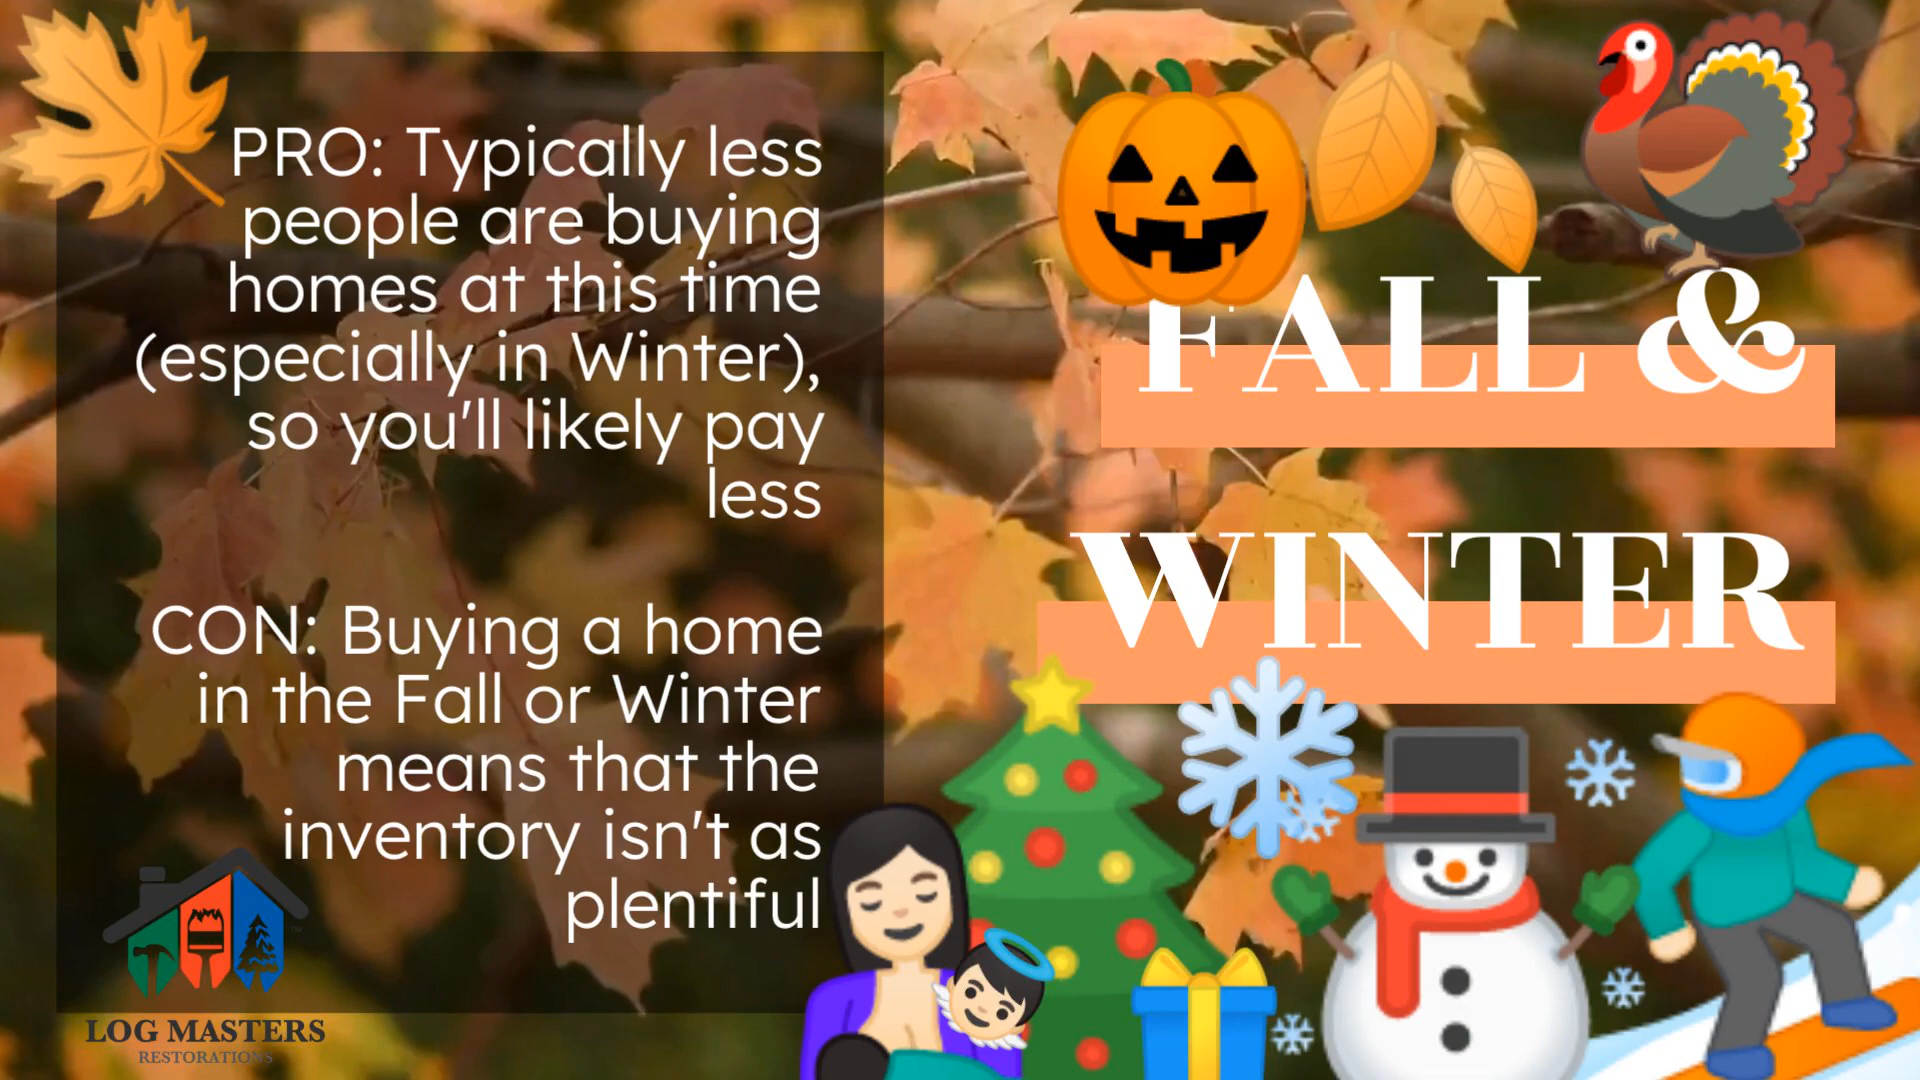 PRO: Typically less
people are buying
homes at this time
(especially in Winter),
so you'll likely pay
less
CON: Buying a home
in the Fall or Winter
means that the
inventory isn't as
plentiful
FALL &
WINTER
LOG MASTERS
RESTORATIONS
TM